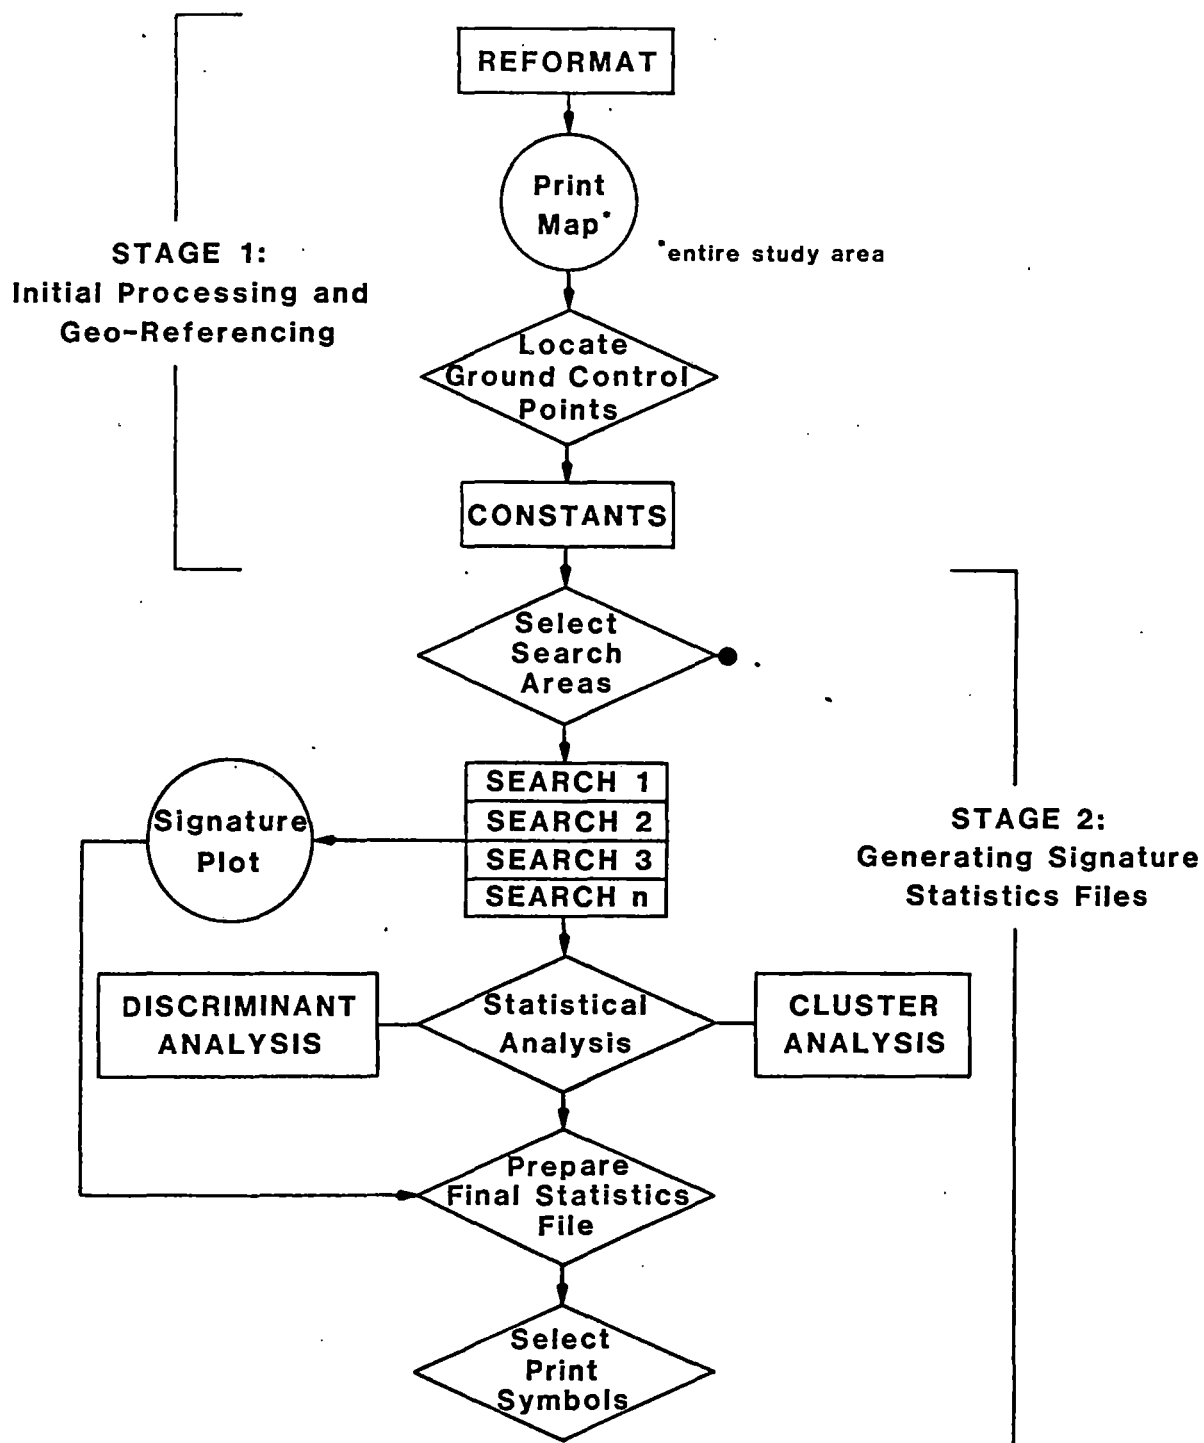 REFORMAT
Print
Map*
*entire study area
STAGE 1:
Initial Processing and
Geo-Referencing
Locate
Ground Control
Points
CONSTANTS
Select
Search
Areas
SEARCH 1
SEARCH 2
SEARCH 3
SEARCH n
Signature
Plot
STAGE 2:
Generating Signature
Statistics Files
DISCRIMINANT
ANALYSIS
Statistical
Analysis
CLUSTER
ANALYSIS
Prepare
Final Statistics
File
Select
Print
Symbols